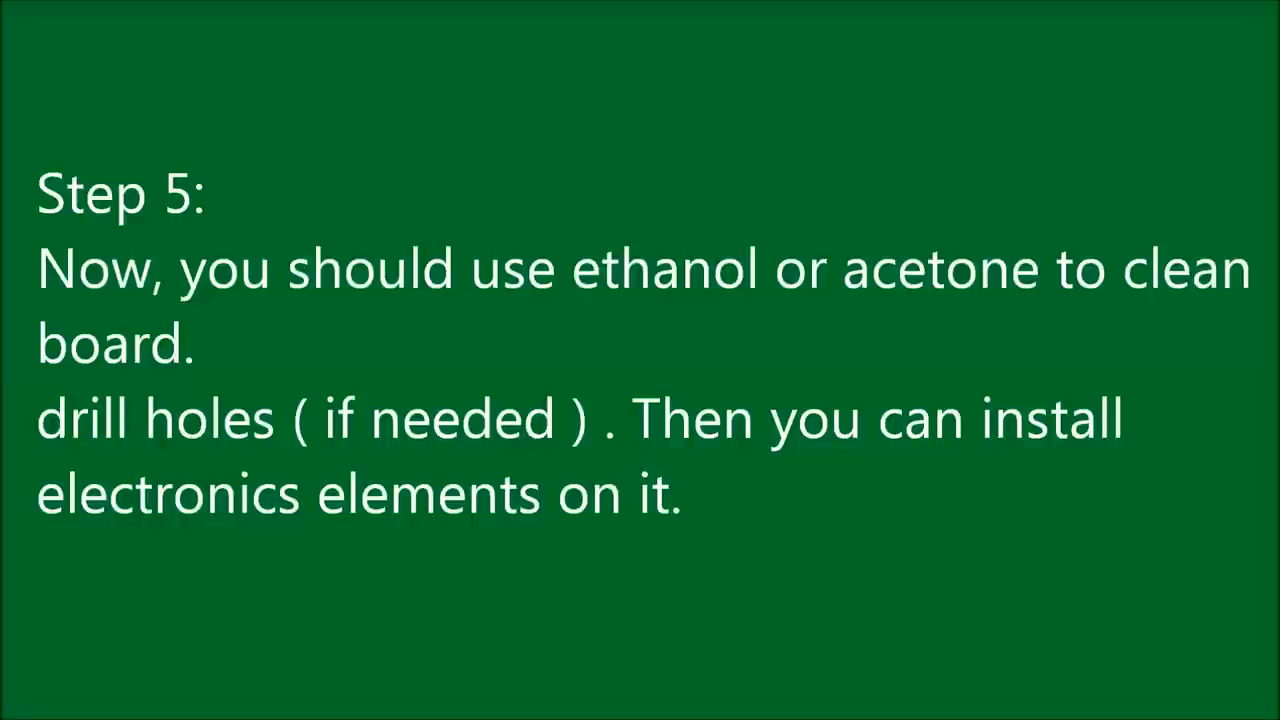 Step 5:
Now, you should use ethanol or acetone to clean
board.
drill holes ( if needed ) . Then you can install
electronics elements on it.